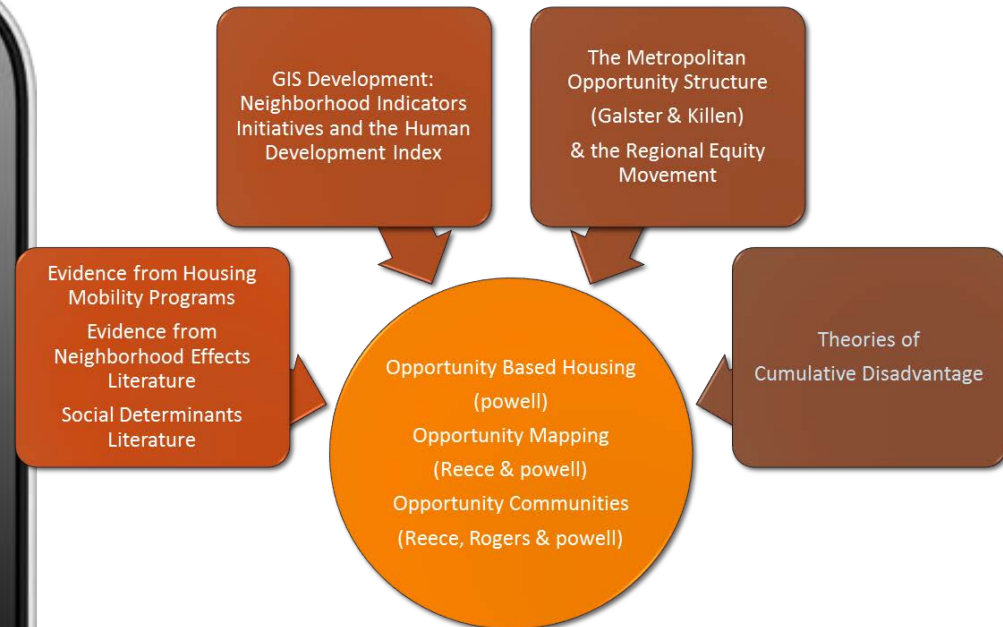 GIS Development:
Neighborhood Indicators
Initiatives and the Human
Development Index
The Metropolitan
Opportunity Structure
(Galster & Killen)
& the Regional Equity
Movement
Evidence from Housing
Mobility Programs
Evidence from
Neighborhood Effects
Literature
Social Determinants
Literature
Theories of
Cumulative Disadvantage
Opportunity Based Housing
(powell)
Opportunity Mapping
(Reece & powell)
Opportunity Communities
(Reece, Rogers & powell)